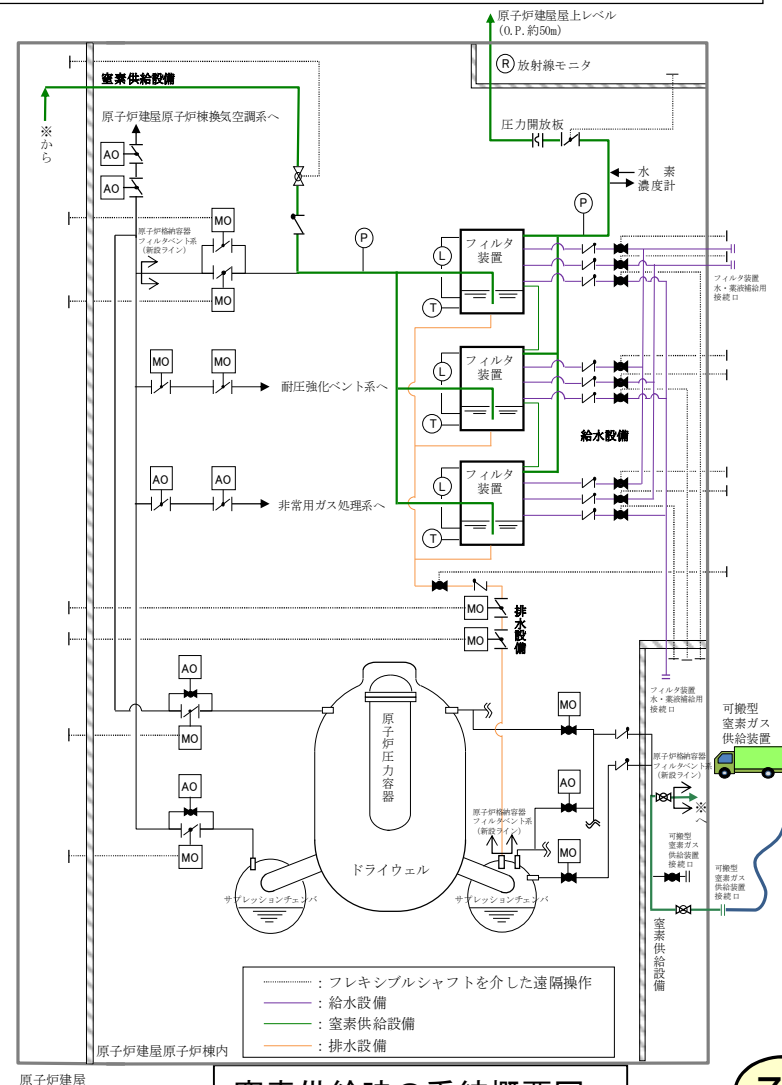 原子炉建屋屋上レベル
(O.P.約50m)
R 放射線モニタ
窒素供給設備
※から
原子炉建屋原子炉棟換気空調系へ
圧力開放板
水素
濃度計
AO
AO
P
P
MO
原子炉格納容器
フィルタベント系
(新設ライン)
MO
フィルタ
装置
L
T
フィルタ装置
水・薬液補給用
接続口
MO
MO
耐圧強化ベント系へ
フィルタ
装置
L
T
給水設備
AO
AO
非常用ガス処理系へ
フィルタ
装置
L
T
MO
MO
排水設備
AO
MO
原子炉圧力容器
ドライウェル
MO
AO
MO
フィルタ装置
水・薬液補給用
接続口
可搬型
窒素ガス
供給装置
原子炉格納容器
フィルタベント系
(新設ライン)
※へ
AO
MO
原子炉格納容器
フィルタベント系
(新設ライン)
可搬型
窒素ガス
供給装置
接続口
可搬型
窒素ガス
供給装置
接続口
サプレッションチェンバ
サプレッションチェンバ
窒素供給設備
:フレキシブルシャフトを介した遠隔操作
:給水設備
:窒素供給設備
:排水設備
原子炉建屋原子炉棟内
原子炉建屋